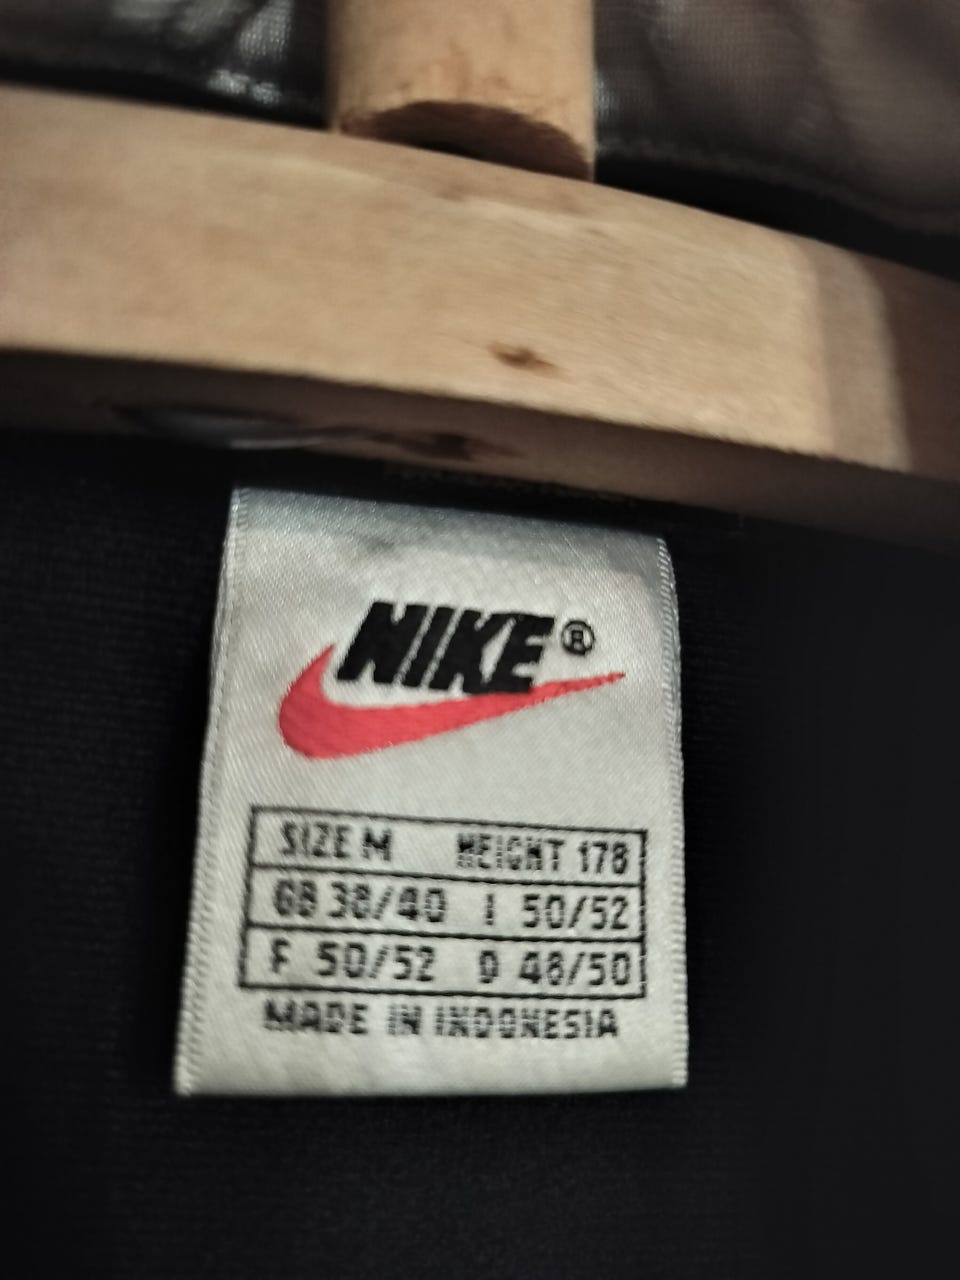 NIKE®
SIZE M HEIGHT 178
GB 38/40 I 50/52
F 50/52 D 48/50
MADE IN INDONESIA